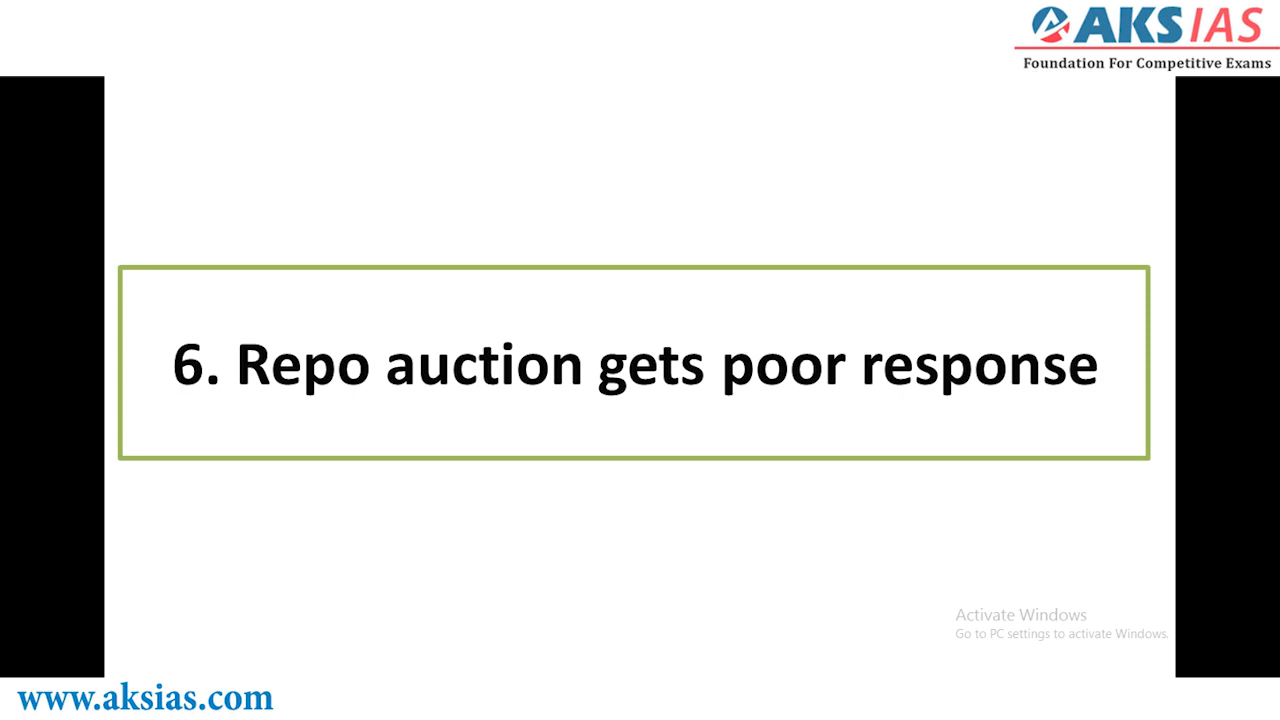 AKS IAS
Foundation For Competitive Exams
6. Repo auction gets poor response
Activate Windows
Go to PC settings to activate Windows.
www.aksias.com